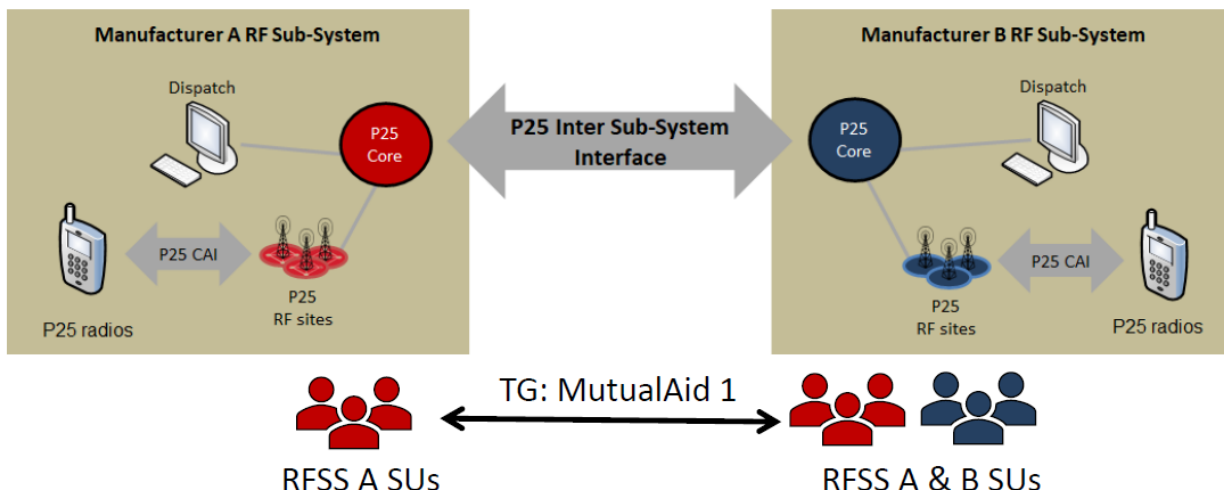 Manufacturer A RF Sub-System
Dispatch
P25
Core
P25 CAI
P25
RF sites
P25 radios
P25 Inter Sub-System
Interface
Manufacturer B RF Sub-System
P25
Core
Dispatch
P25 CAI
P25
RF sites
P25 radios
TG: MutualAid 1
RFSS A SUs
RFSS A & B SUs